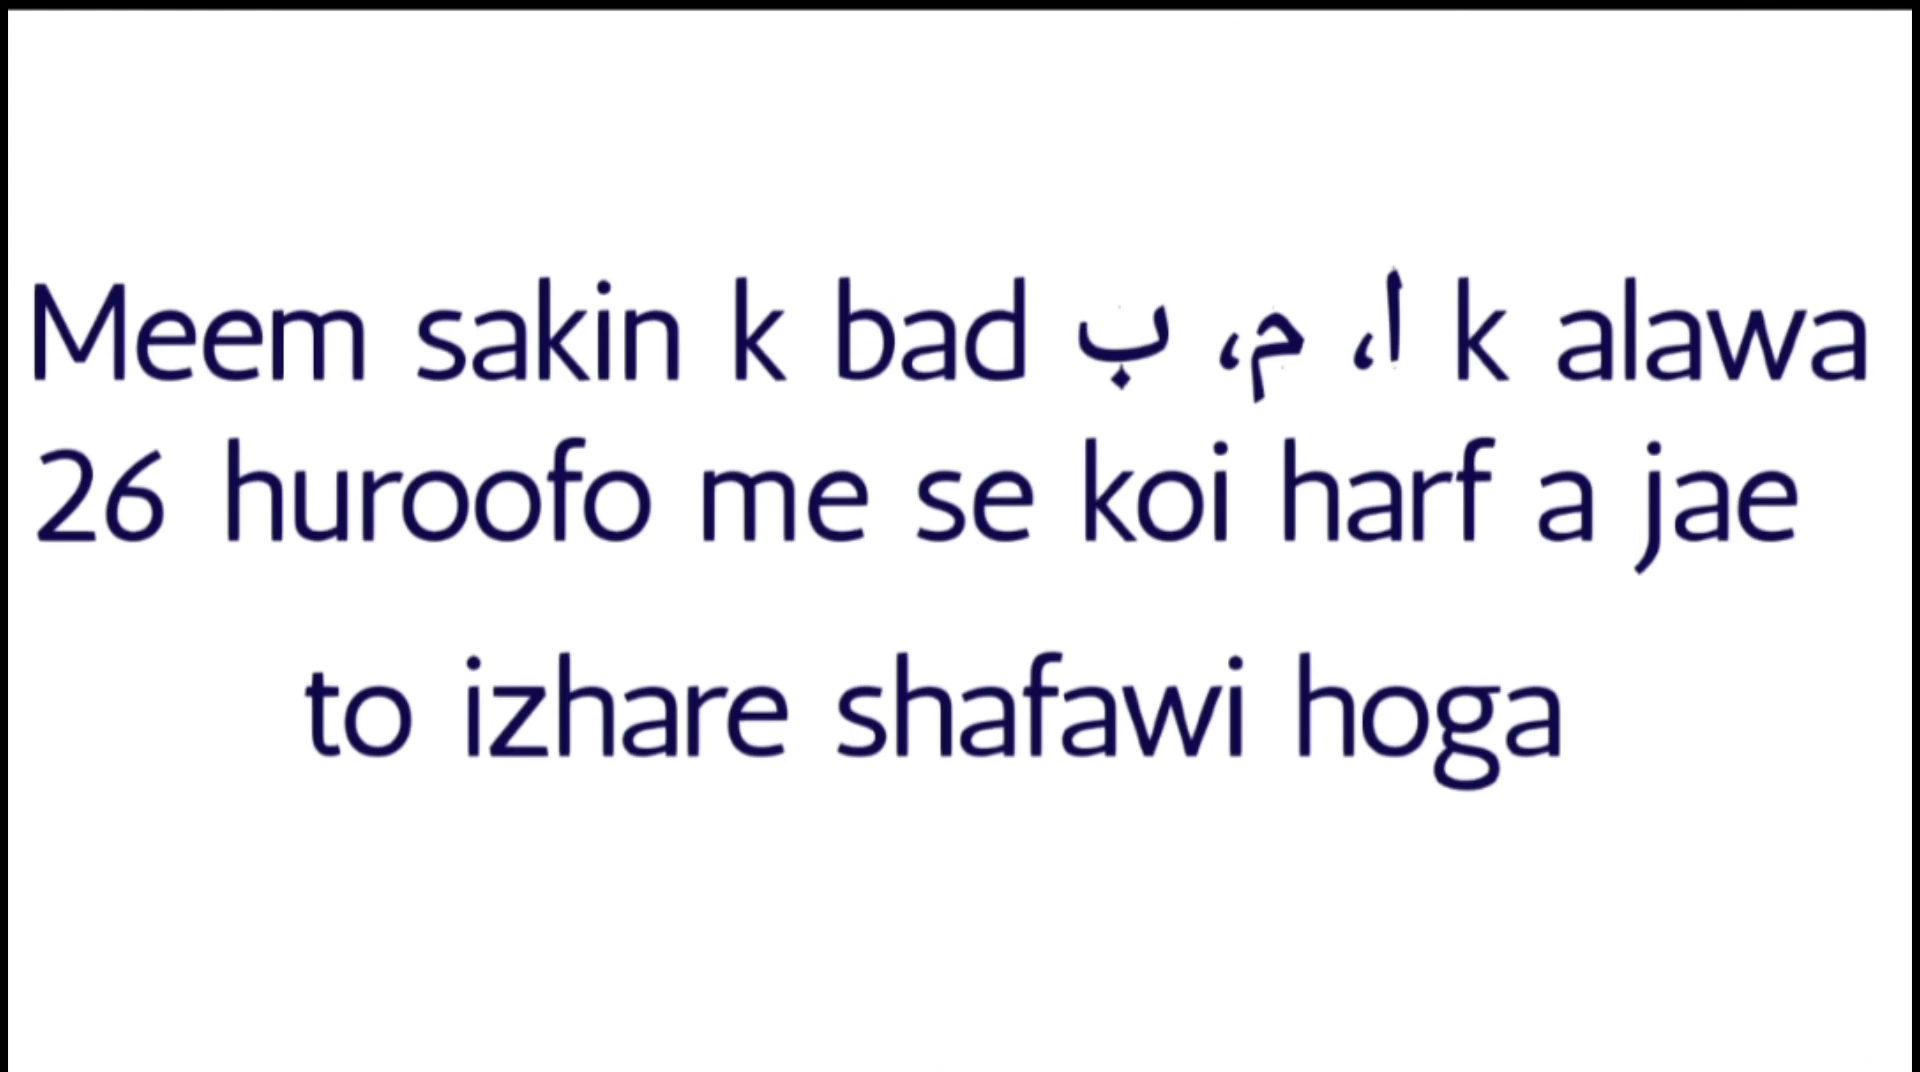 Meem sakin k bad ا، م، ب k alawa
26 huroofo me se koi harf a jae
to izhare shafawi hoga